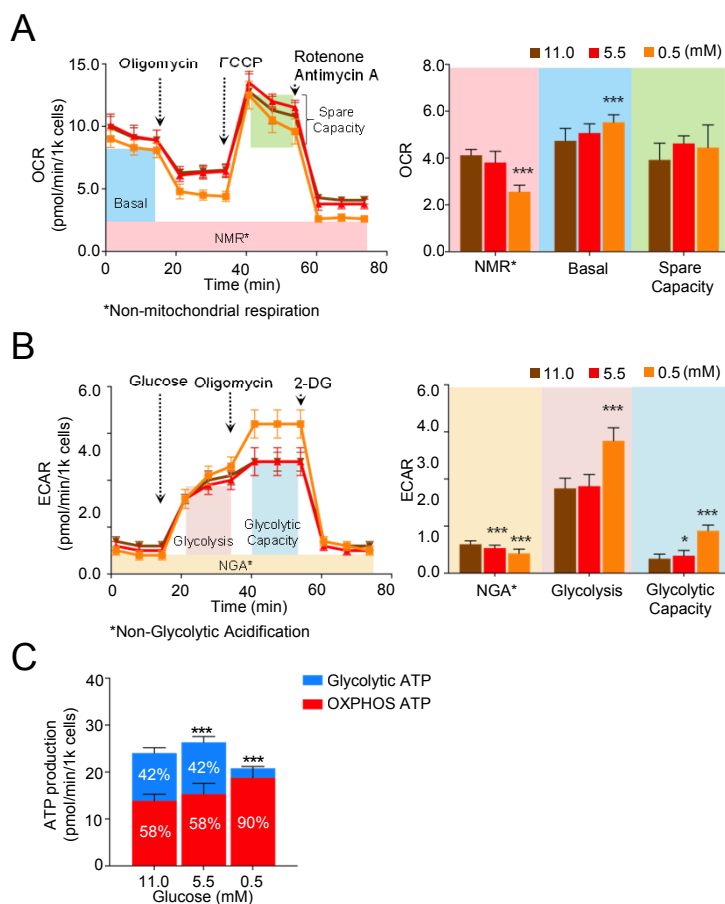 A
Oligomycin
FCCP
Rotenone
Antimycin A
Spare
Capacity
OCR
(pmol/min/1k cells)
15.0
10.0
5.0
0.0
Basal
NMR*
0
20
40
60
80
Time (min)
*Non-mitochondrial respiration
11.0
5.5
0.5 (mM)
OCR
8.0
6.0
4.0
2.0
0.0
***
***
NMR*
Basal
Spare
Capacity
B
Glucose
Oligomycin
2-DG
ECAR
(pmol/min/1k cells)
6.0
4.0
2.0
0.0
Glycolysis
Glycolytic
Capacity
NGA*
0
20
40
60
80
Time (min)
*Non-Glycolytic Acidification
11.0
5.5
0.5 (mM)
ECAR
4.0
3.0
2.0
1.0
0.0
***
***
***
*
***
NGA*
Glycolysis
Glycolytic
Capacity
C
Glycolytic ATP
OXPHOS ATP
ATP production
(pmol/min/1k cells)
40
30
20
10
0
***
***
42%
42%
58%
58%
90%
11.0
5.5
0.5
Glucose (mM)